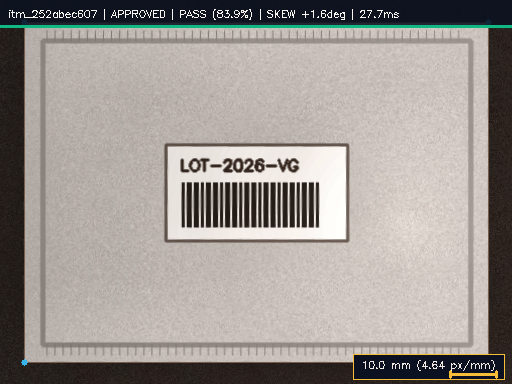 itm_252abec607 | APPROVED | PASS (83.9%) | SKEW +1.6deg | 27.7ms
LOT-2026-VG
10.0 mm (4.64 px/mm)